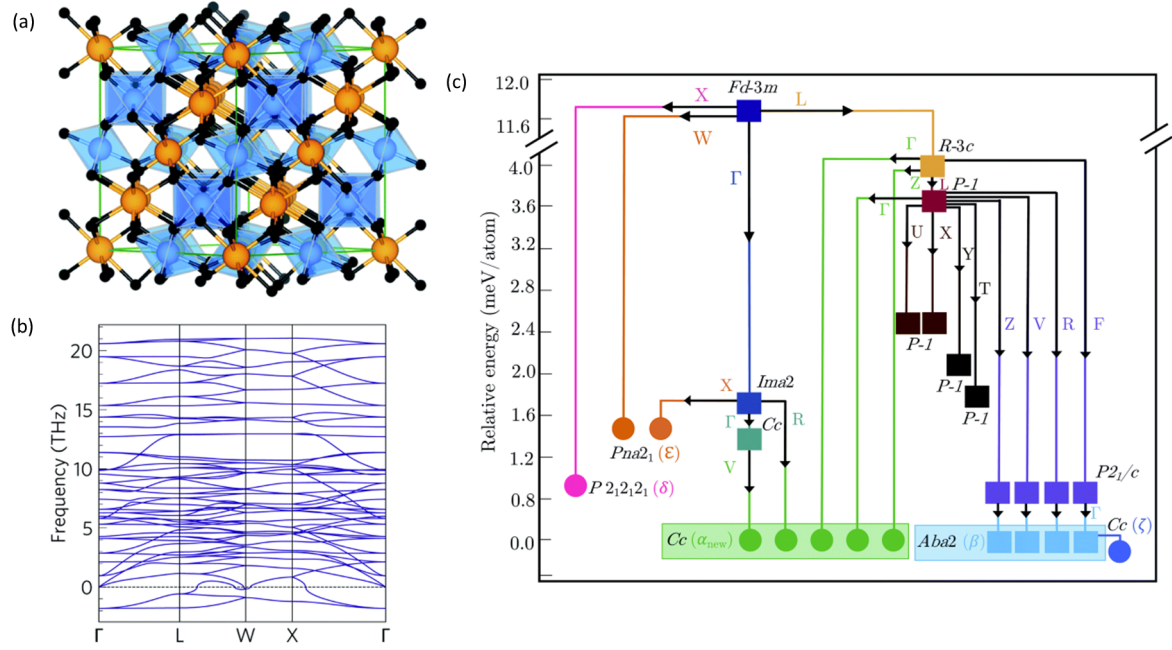 (a)
(b)
Frequency (THz)
20
15
10
5
0
Γ L W X Γ
(c)
Relative energy (meV/atom)
12.0
11.6
4.0
3.6
3.2
2.8
2.4
2.0
1.6
1.2
0.8
0.0
Fd-3m
X L
W
Γ
Γ R-3c
Z L P-1
Γ
U X
Y
T
Z V R F
P-1
P-1
P-1
X Ima2
Γ Cc R
V
Pna2₁ (ε)
P 2₁2₁2₁ (δ)
P2₁/c
Γ
Cc (ζ)
Cc (αnew)
Aba2 (β)